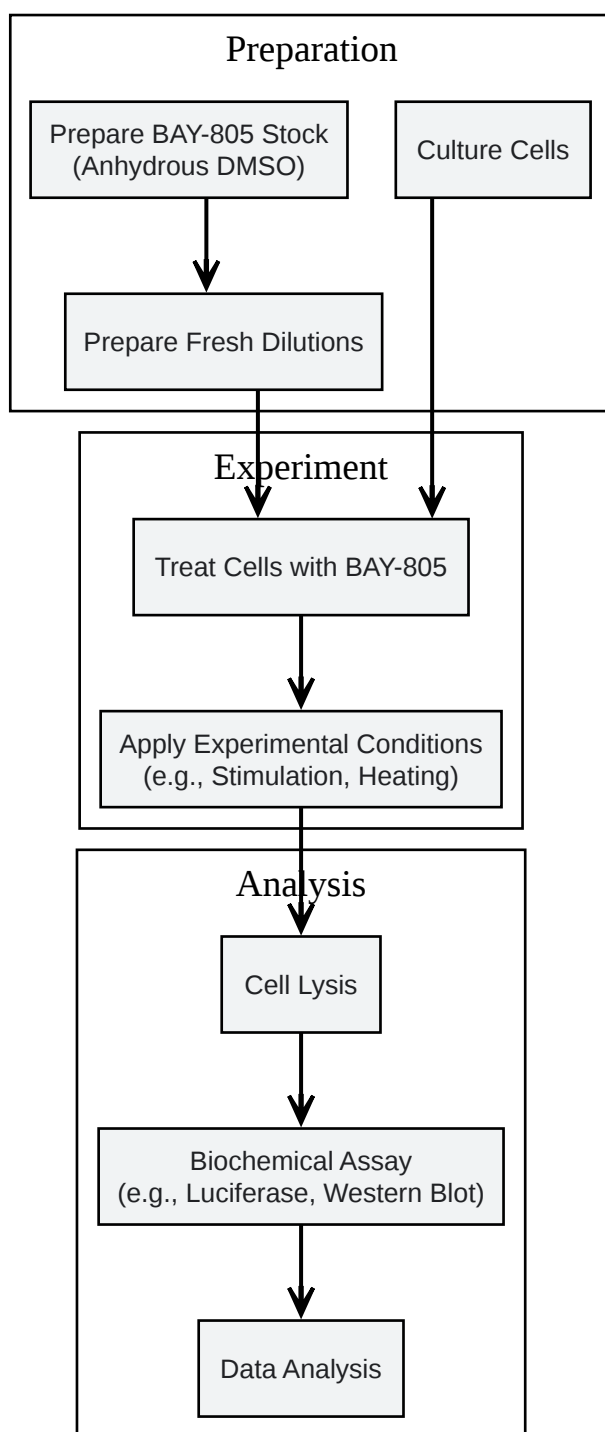 Preparation
Prepare BAY-805 Stock
(Anhydrous DMSO)
Culture Cells
Prepare Fresh Dilutions
Experiment
Treat Cells with BAY-805
Apply Experimental Conditions
(e.g., Stimulation, Heating)
Analysis
Cell Lysis
Biochemical Assay
(e.g., Luciferase, Western Blot)
Data Analysis